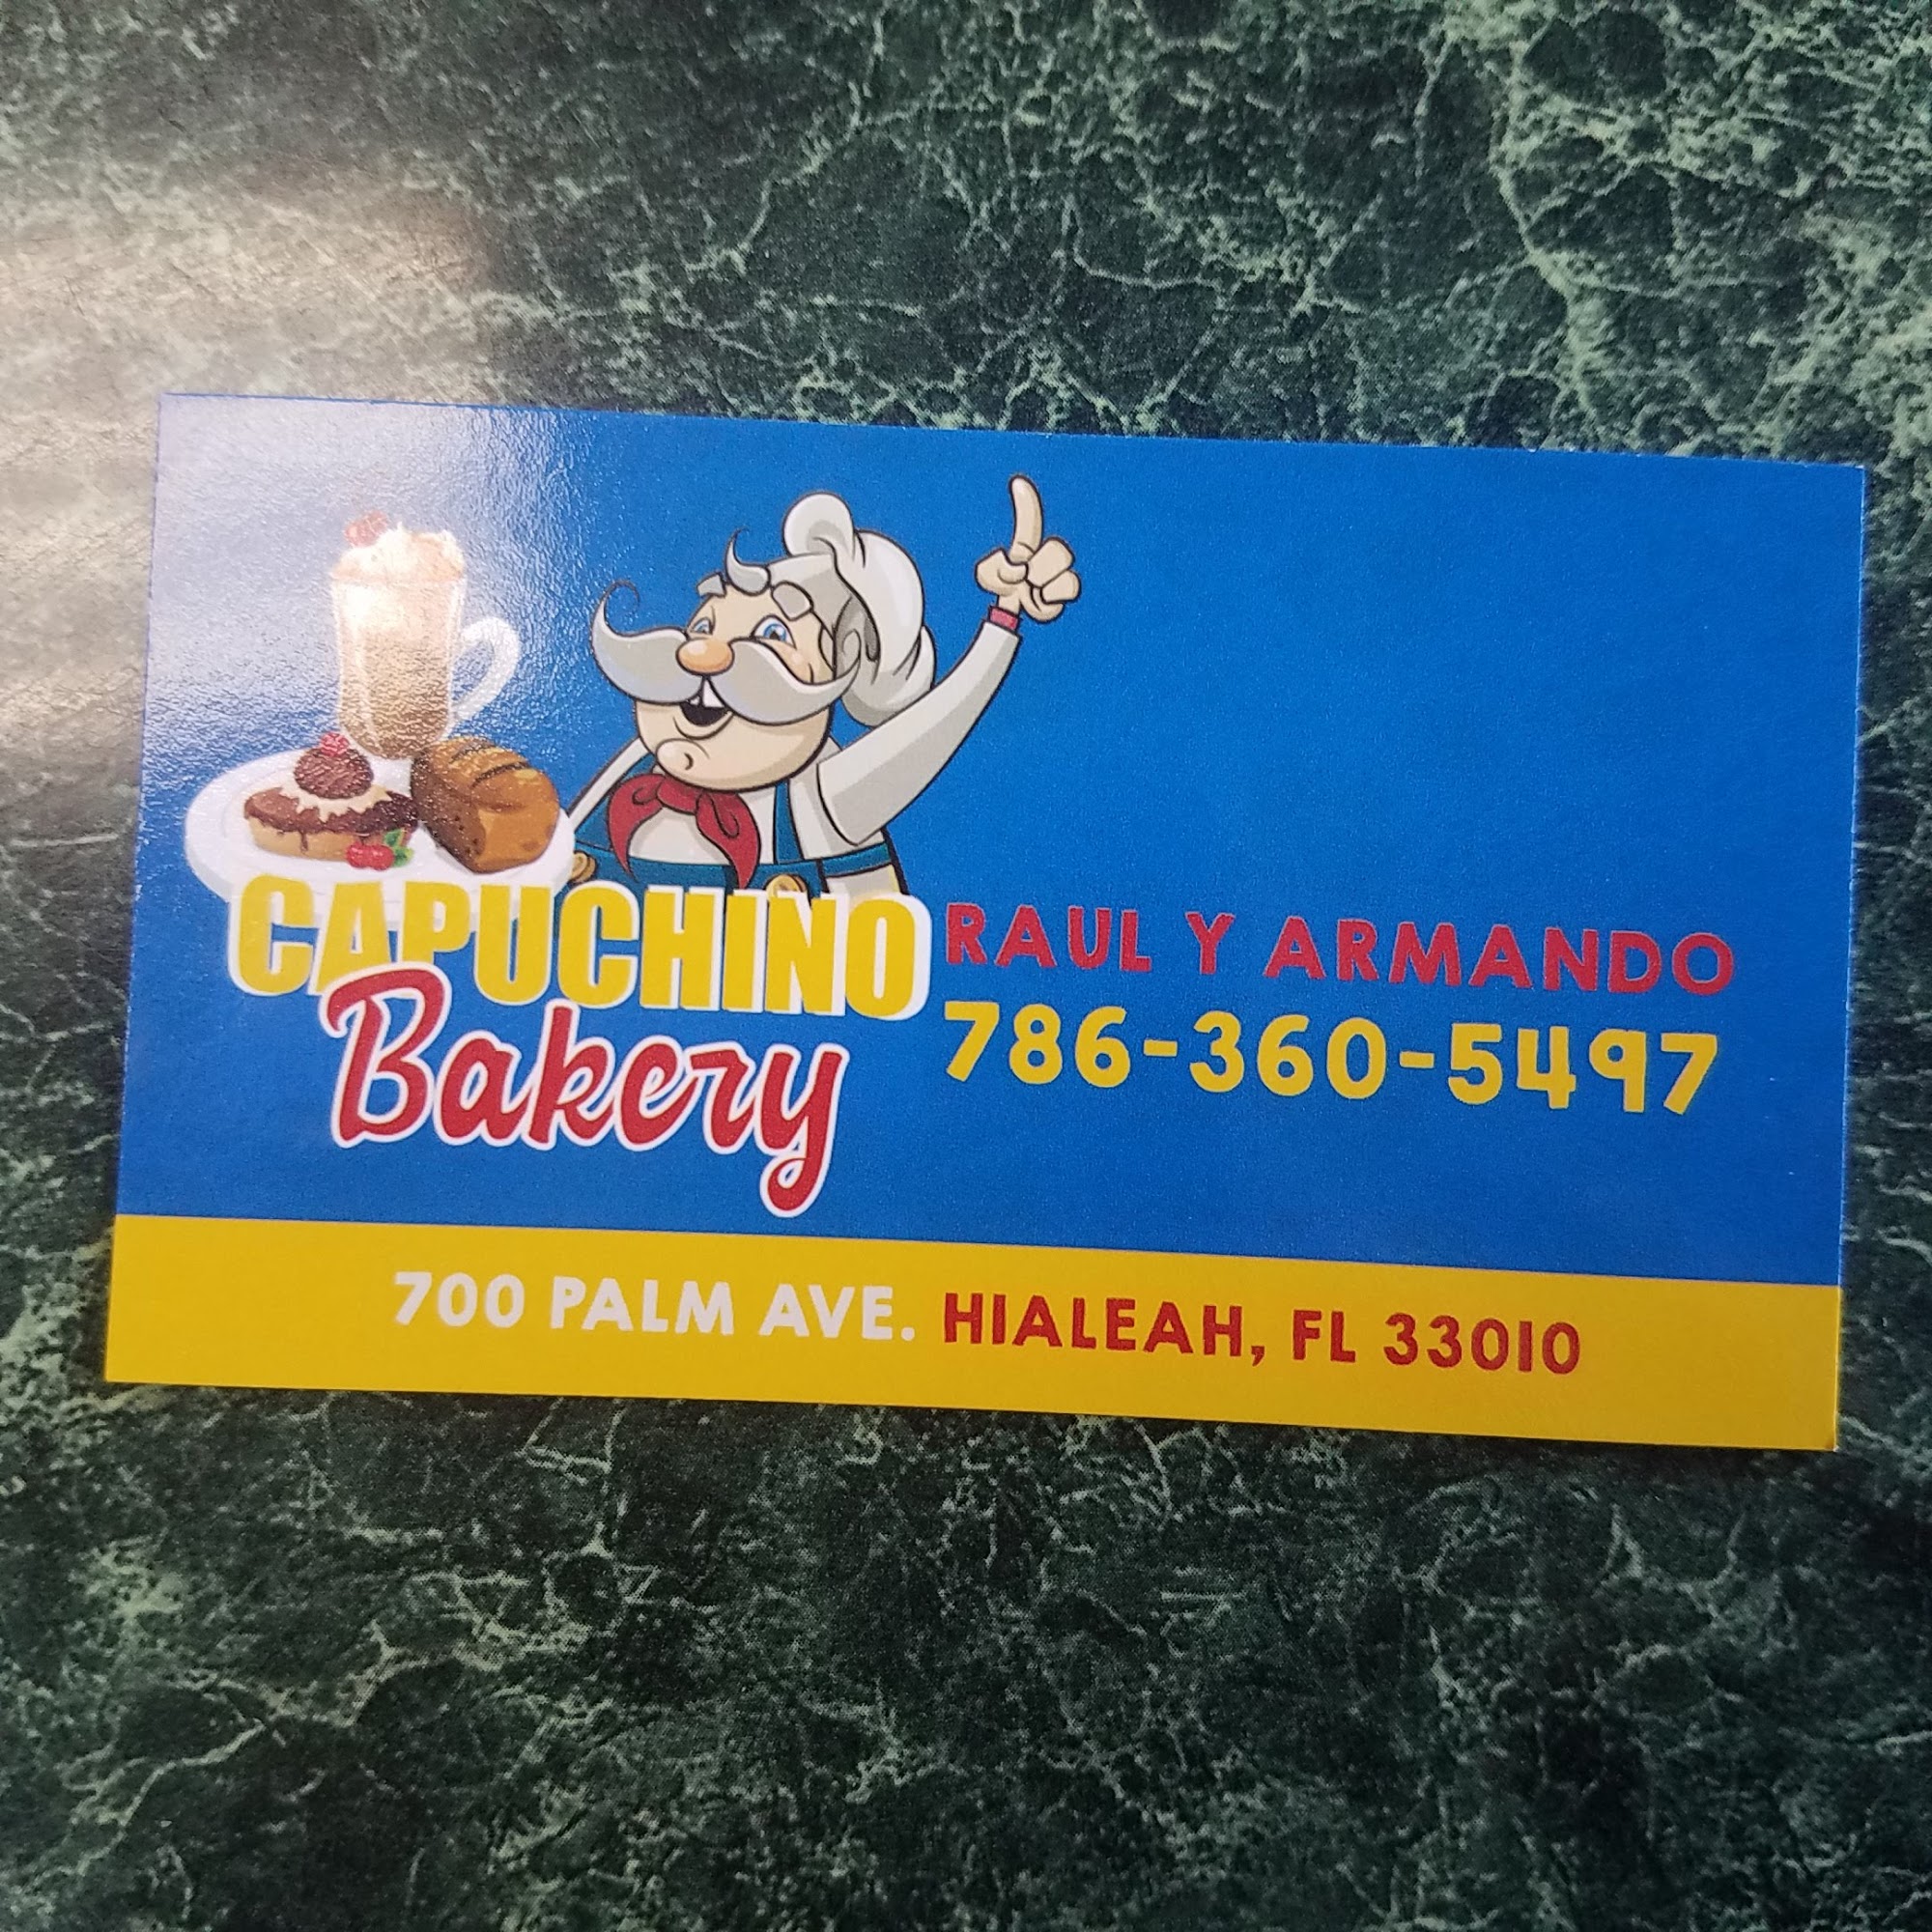 CAPUCHINO
Bakery
RAUL Y ARMANDO
786-360-5497
700 PALM AVE. HIALEAH, FL 33010